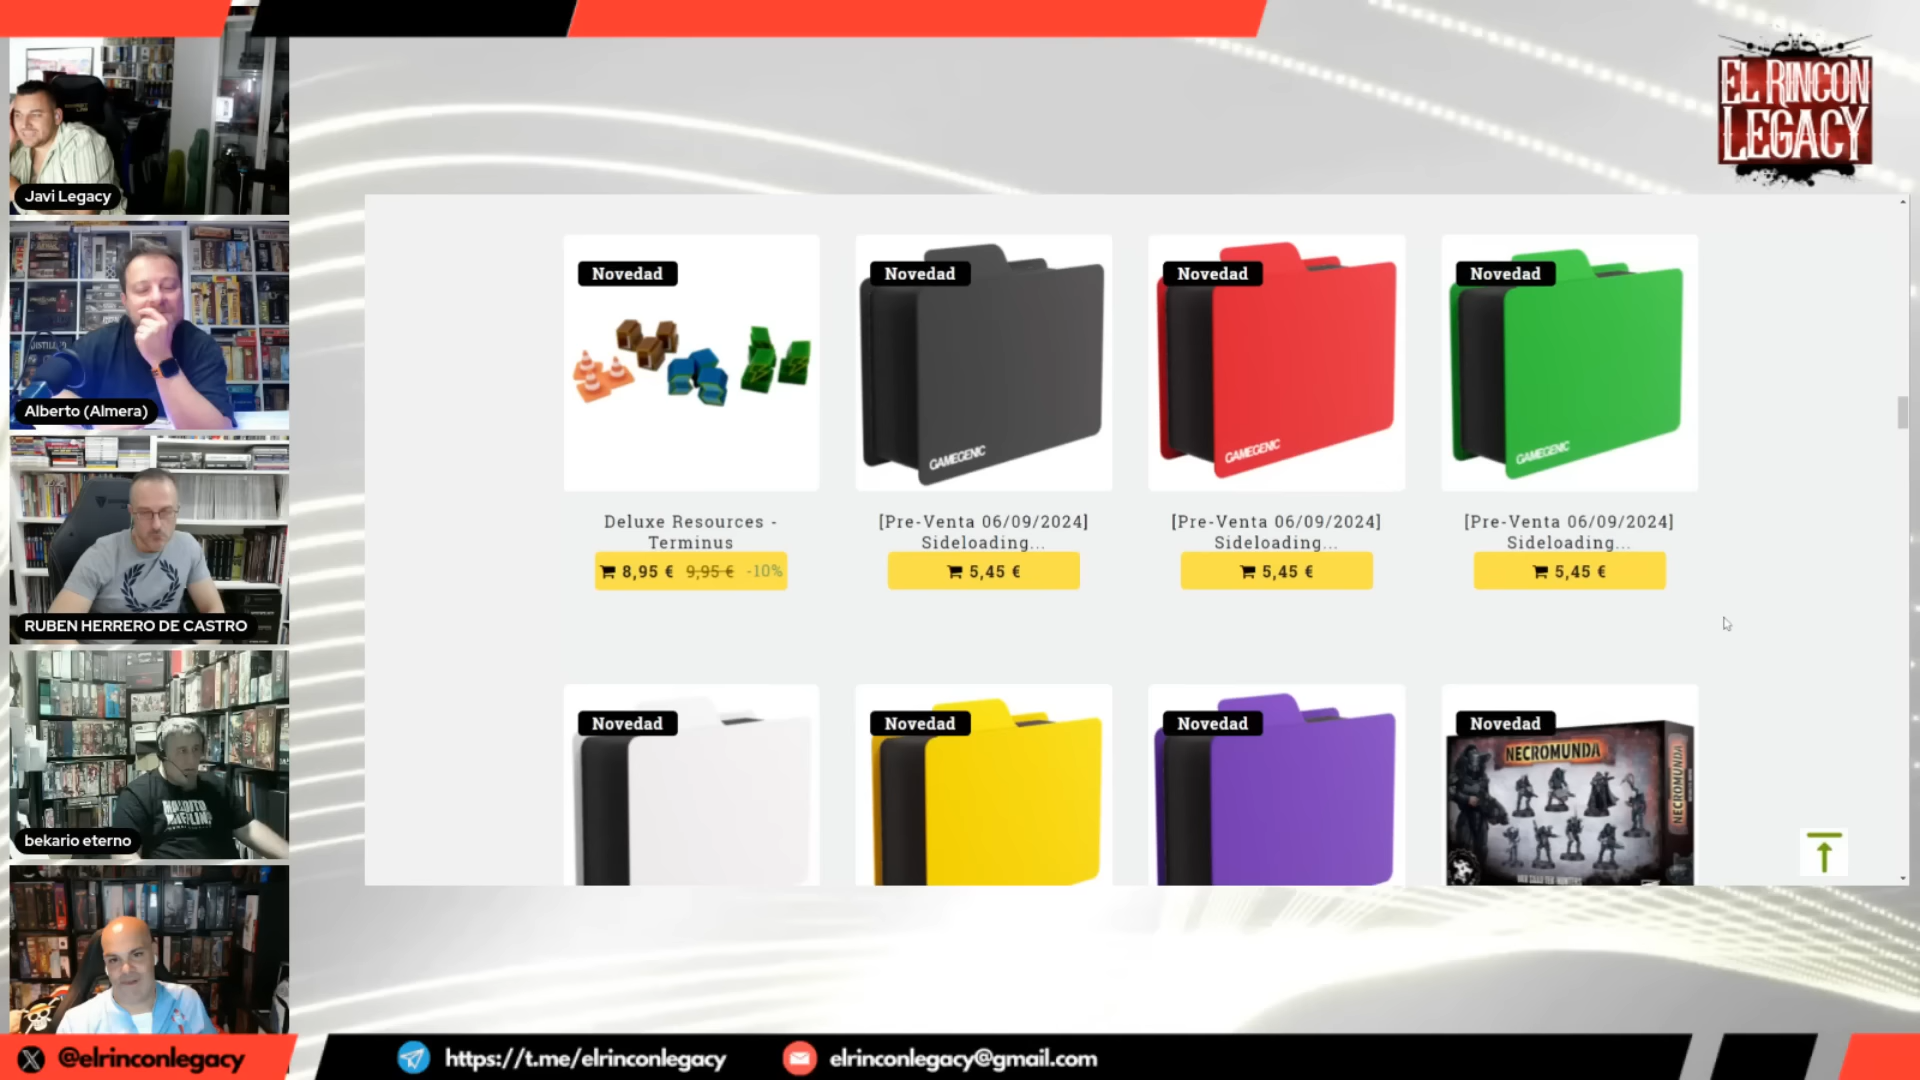 EL RINCON
LEGACY
Javi Legacy
Alberto (Almera)
RUBEN HERRERO DE CASTRO
bekario eterno
Novedad
Novedad
Novedad
Novedad
GAMEGENIC
GAMEGENIC
GAMEGENIC
Deluxe Resources -
Terminus
8,95 € 9,95 € -10%
[Pre-Venta 06/09/2024]
Sideloading...
5,45 €
[Pre-Venta 06/09/2024]
Sideloading...
5,45 €
[Pre-Venta 06/09/2024]
Sideloading...
5,45 €
Novedad
Novedad
Novedad
Novedad
NECROMUNDA
NECROMUNDA
@elrinconlegacy
https://t.me/elrinconlegacy
elrinconlegacy@gmail.com